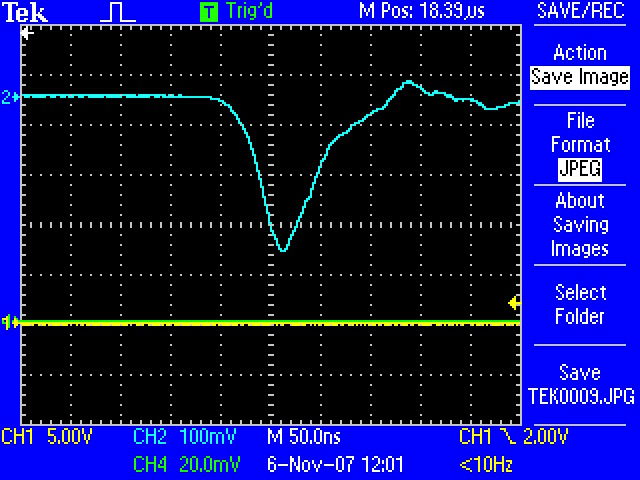 Tek T Trig'd M Pos: 18.39µs SAVE/REC
Action
Save Image
File
Format
JPEG
About
Saving
Images
Select
Folder
Save
TEK0009.JPG
2
CH1 5.00V CH2 100mV M 50.0ns CH1 2.00V
CH4 20.0mV 6-Nov-07 12:01 <10Hz